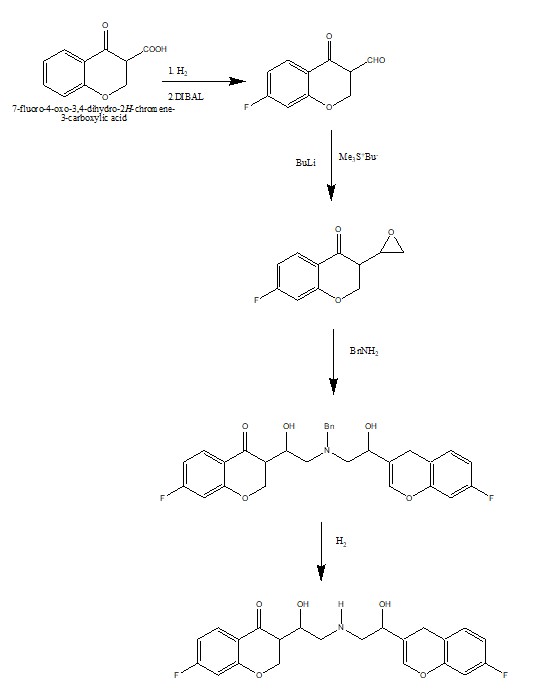 O
COOH
O
7-fluoro-4-oxo-3,4-dihydro-2H-chromene-
3-carboxylic acid
1. H2
2.DIBAL
O
CHO
F
O
BuLi
Me3S+Bu-
O
O
F
O
BnNH2
O
OH
Bn
OH
N
F
O
O
F
H2
O
OH
H
OH
N
F
O
O
F